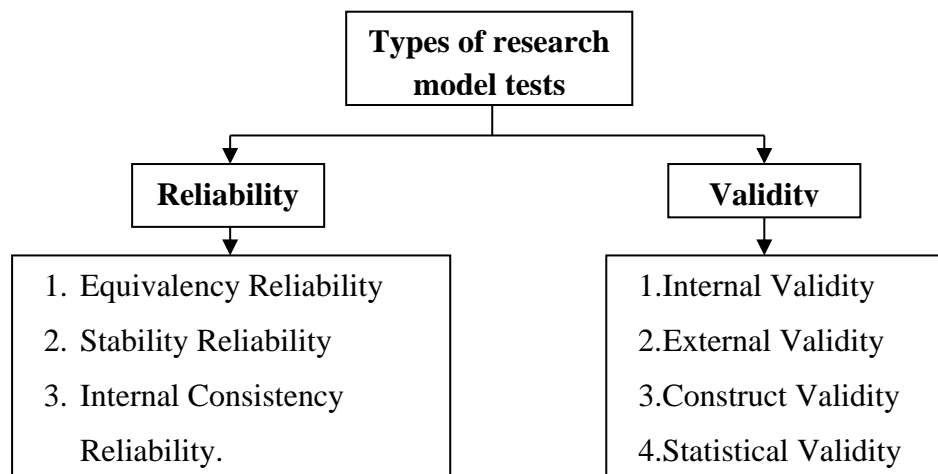 Types of research
model tests
Reliability
Validity
1. Equivalency Reliability
2. Stability Reliability
3. Internal Consistency
Reliability.
1.Internal Validity
2.External Validity
3.Construct Validity
4.Statistical Validity